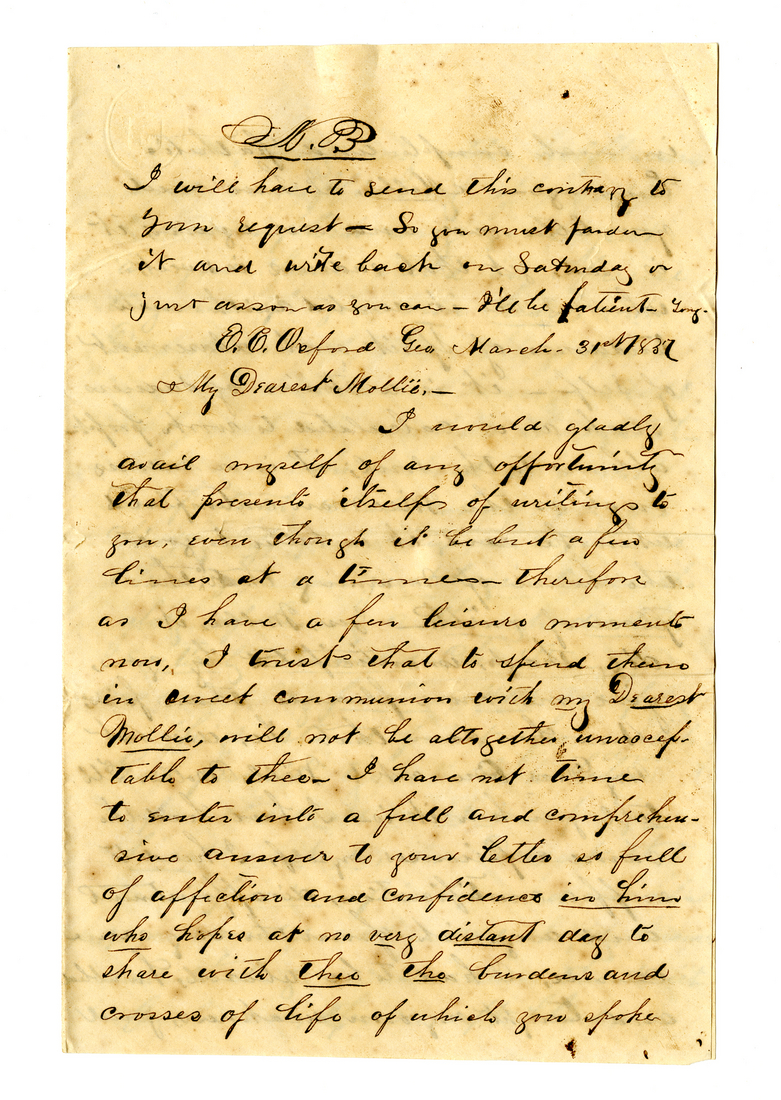 N.B
I will have to send this contrary to
your request — So you must pardon
it and write back on Saturday or
just assoon as you can — I'll be patient —
E. C. Oxford Geo March. 31st 1857
My Dearest Mollie, —
I would gladly
avail myself of any opportunity
that presents itself of writing to
you, even though it be but a few
lines at a time — therefore
as I have a few leisure moments
now, I trust that to spend them
in sweet communion with my Dearest
Mollie, will not be altogether unaccep-
table to thee — I have not time
to enter into a full and comprehen-
sive answer to your letter so full
of affection and confidence in him
who hopes at no very distant day to
share with thee the burdens and
crosses of life of which you spoke